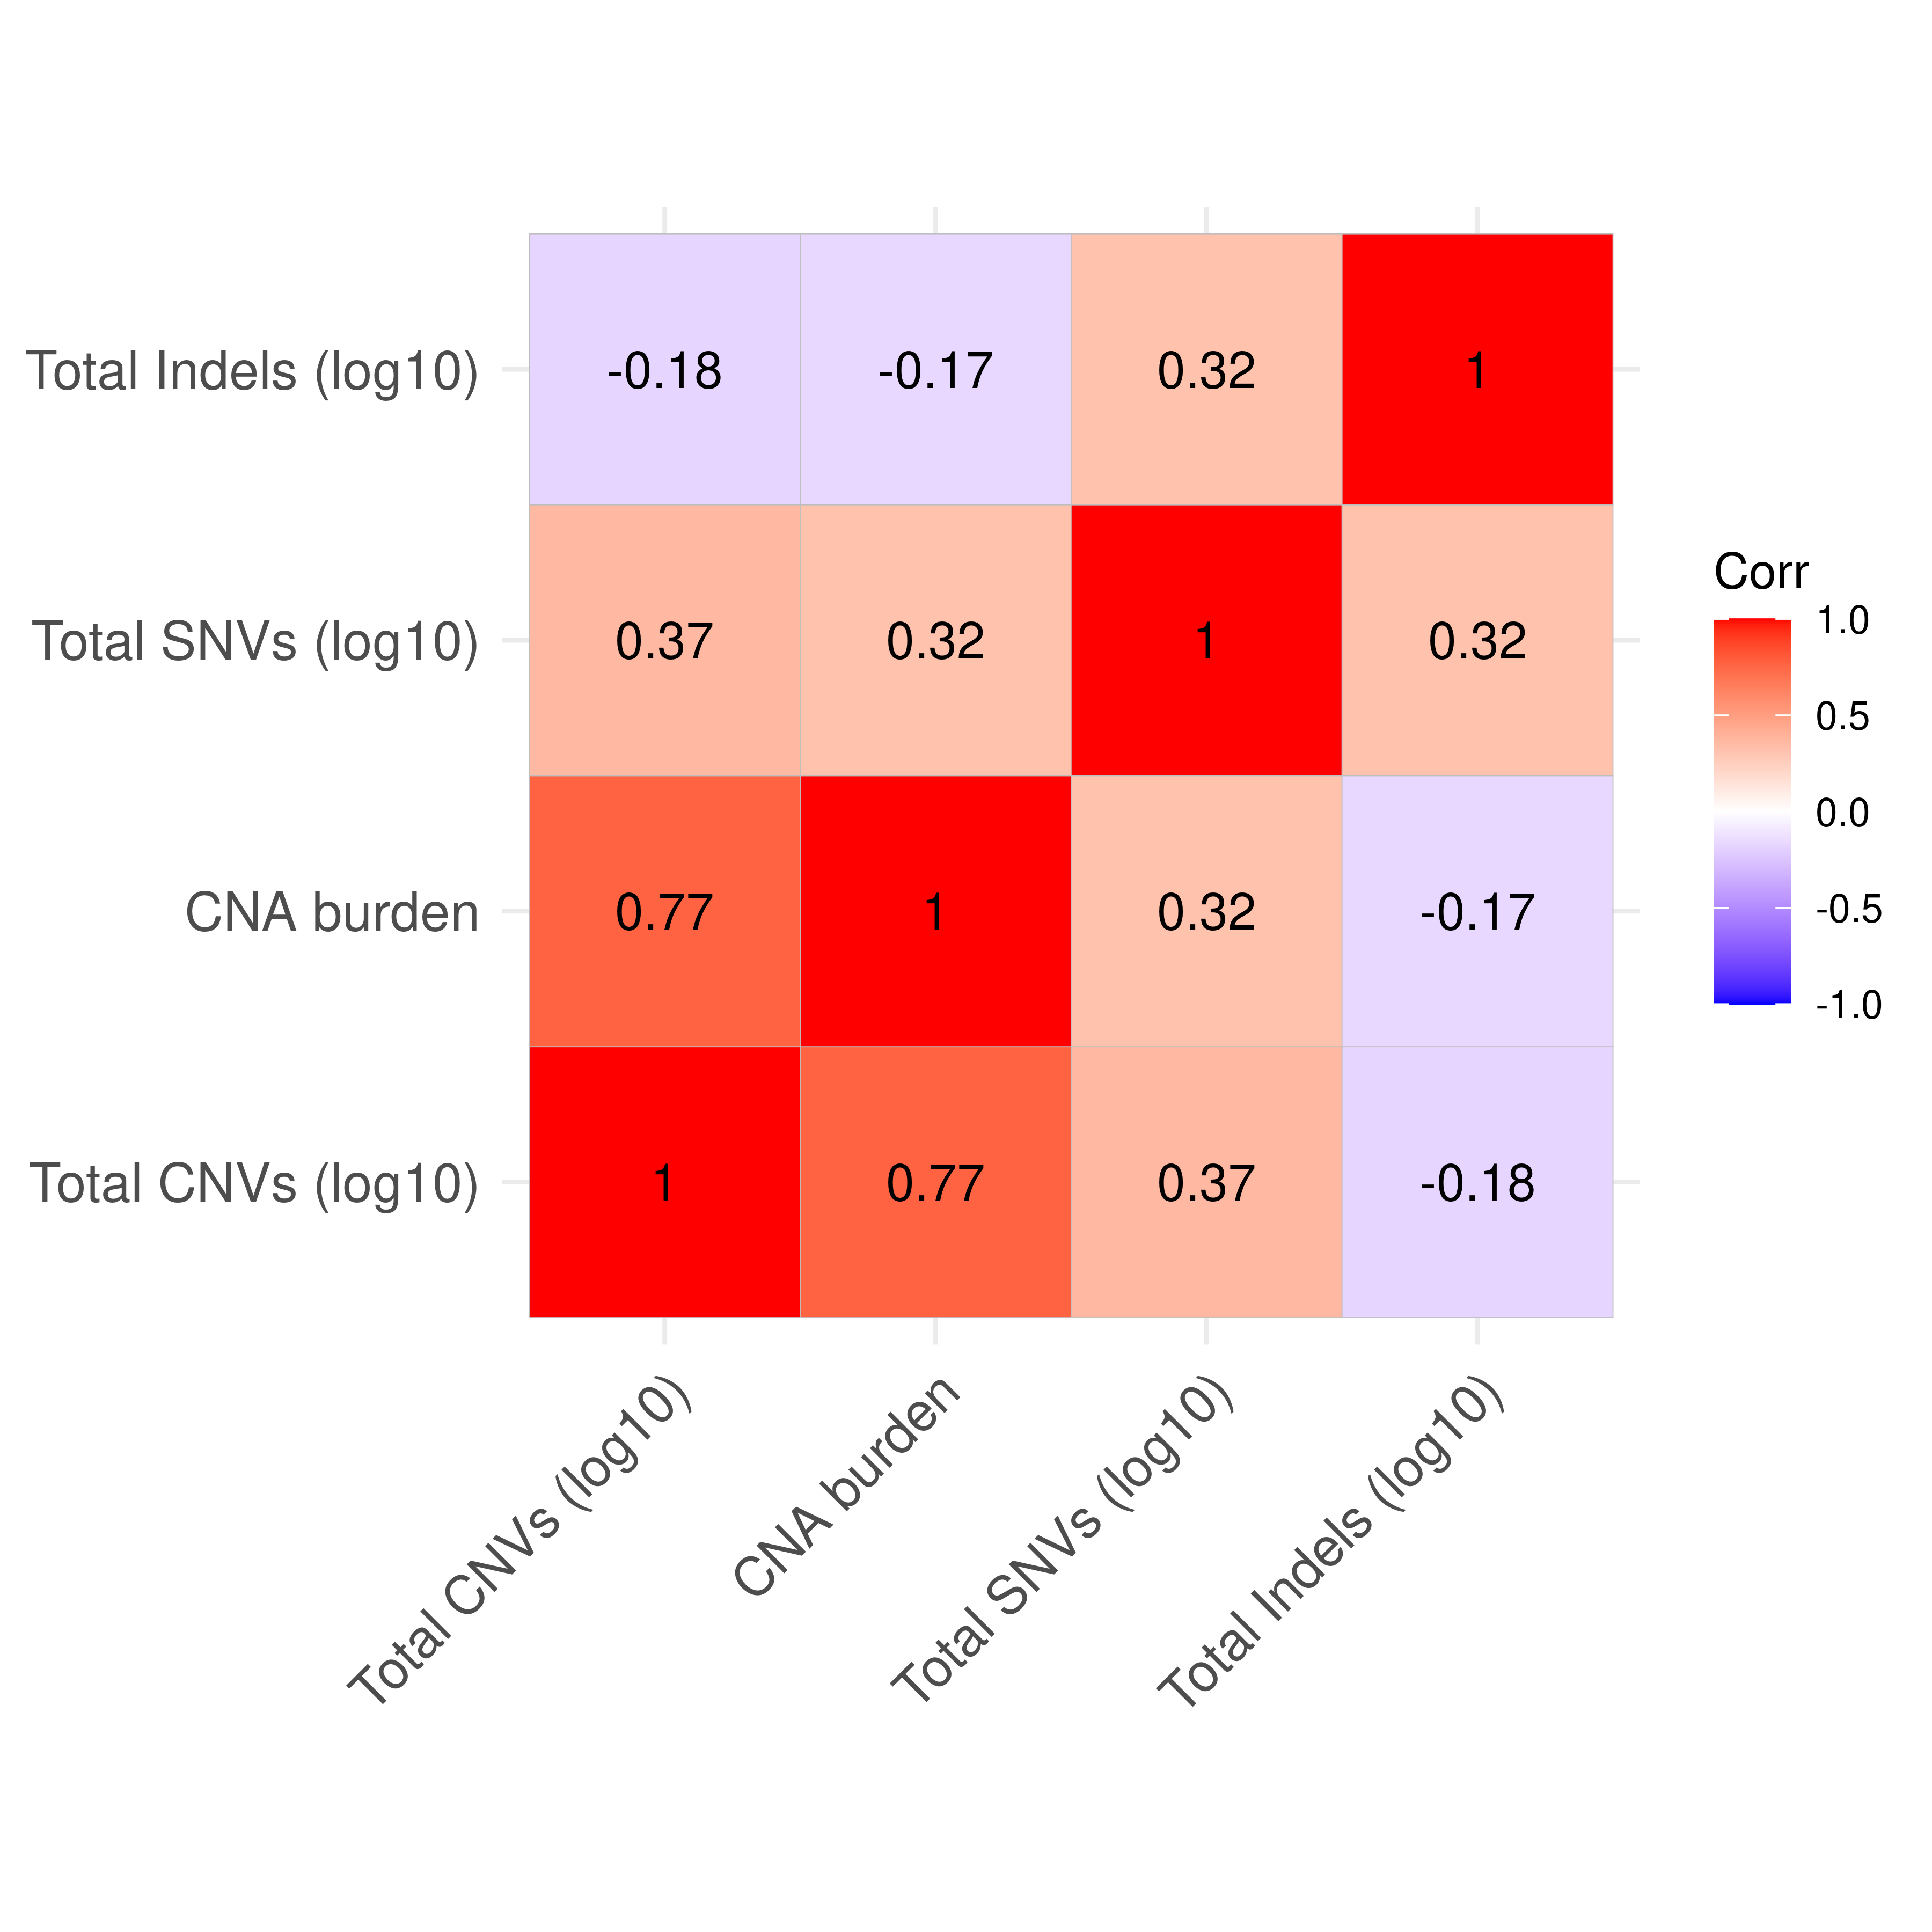 Total Indels (log10) -0.18 -0.17 0.32 1
Total SNVs (log10) 0.37 0.32 1 0.32
CNA burden 0.77 1 0.32 -0.17
Total CNVs (log10) 1 0.77 0.37 -0.18
Total CNVs (log10)
CNA burden
Total SNVs (log10)
Total Indels (log10)
Corr
1.0
0.5
0.0
-0.5
-1.0